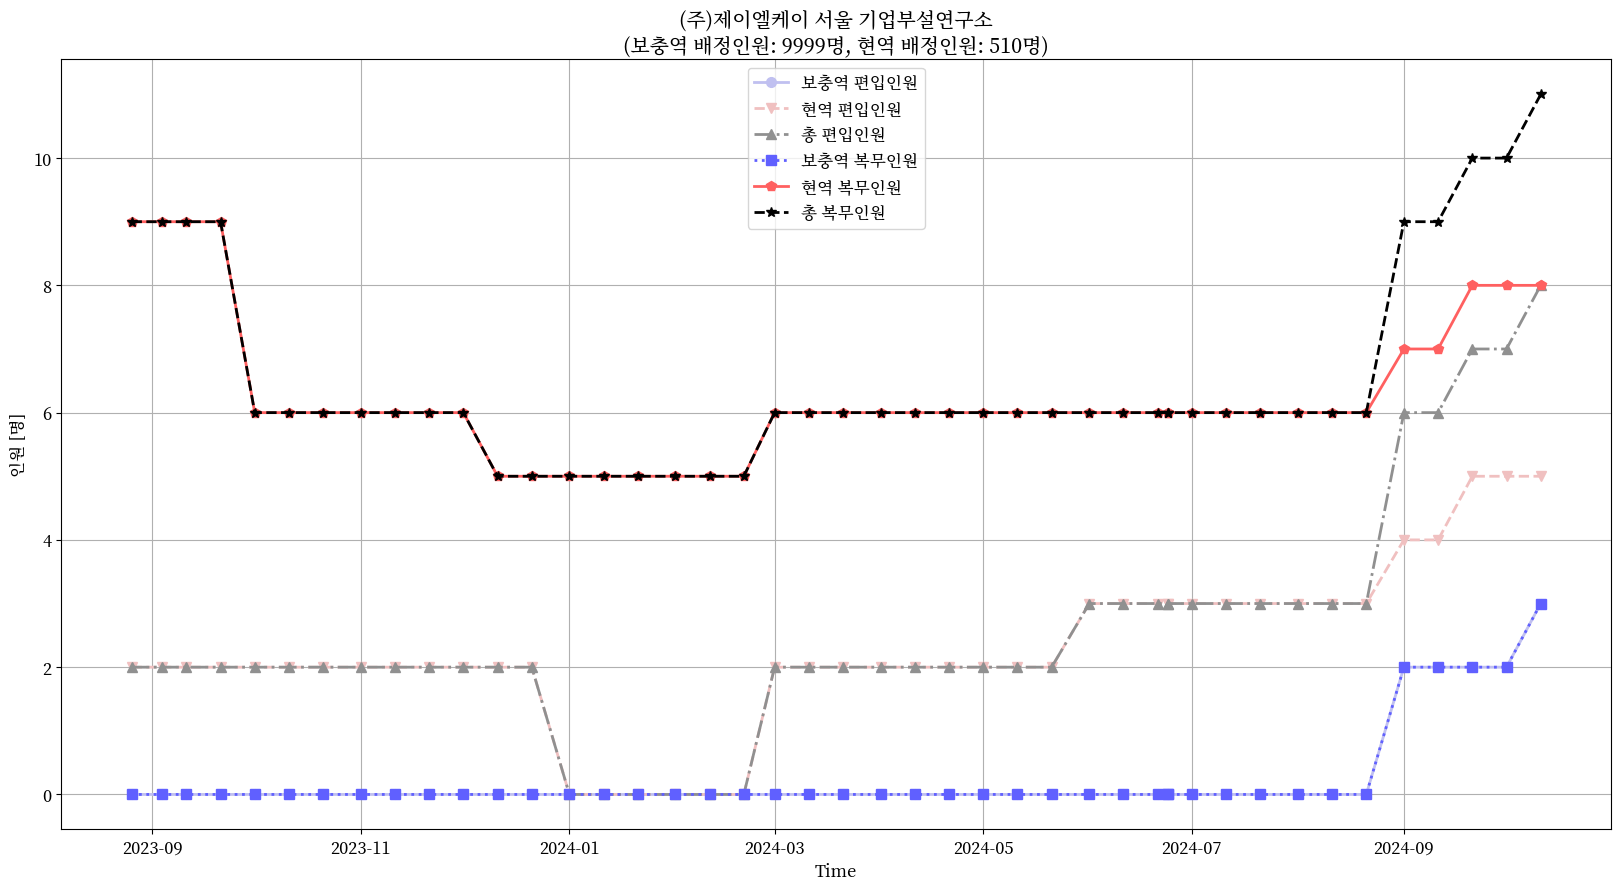 (주)제이엘케이 서울 기업부설연구소
(보충역 배정인원: 9999명, 현역 배정인원: 510명)
보충역 편입인원
현역 편입인원
총 편입인원
보충역 복무인원
현역 복무인원
총 복무인원
인원 [명]
10
8
6
4
2
0
2023-09
2023-11
2024-01
2024-03
2024-05
2024-07
2024-09
Time